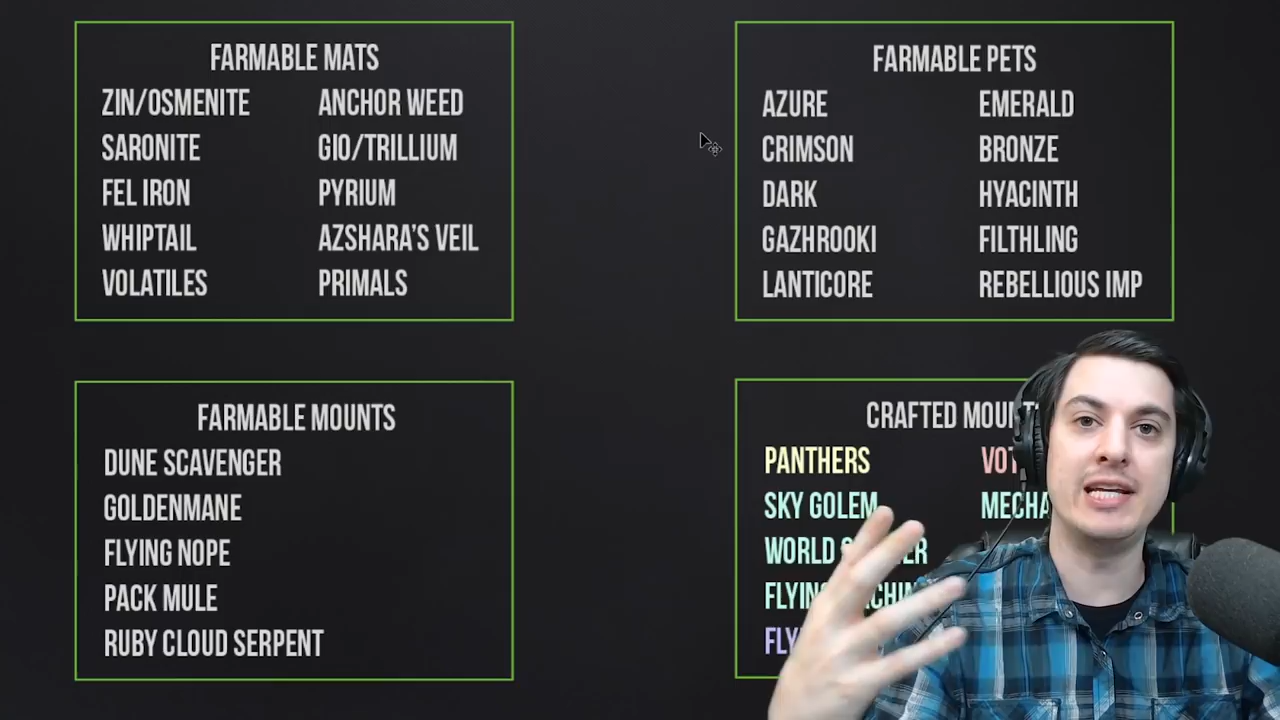 FARMABLE MATS
ZIN/OSMENITE ANCHOR WEED
SARONITE GIO/TRILLIUM
FEL IRON PYRIUM
WHIPTAIL AZSHARA'S VEIL
VOLATILES PRIMALS
FARMABLE PETS
AZURE EMERALD
CRIMSON BRONZE
DARK HYACINTH
GAZHROOKI FILTHLING
LANTICORE REBELLIOUS IMP
FARMABLE MOUNTS
DUNE SCAVENGER
GOLDENMANE
FLYING NOPE
PACK MULE
RUBY CLOUD SERPENT
CRAFTED
PANTHERS
SKY GOLEM
WORLD